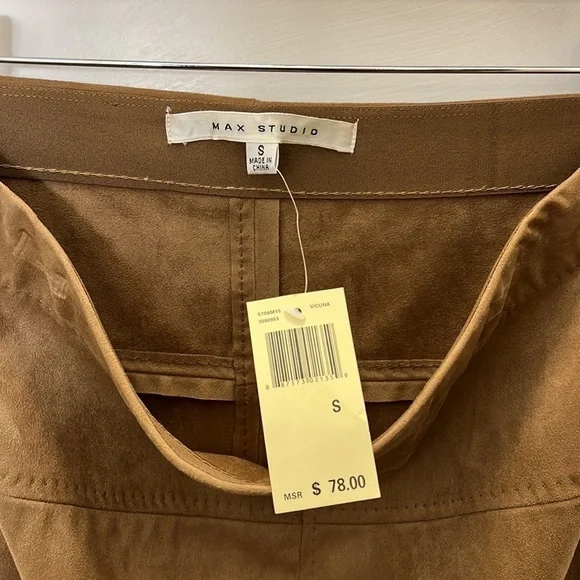 MAX STUDIO
S
MADE IN
CHINA
VICUNA
S
MSR $ 78.00